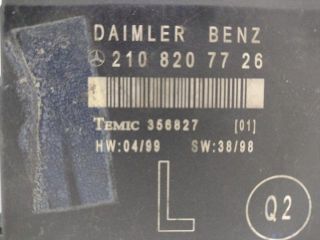 DAIMLER BENZ
210 820 77 26
TEMIC 356827 [01]
HW:04/99 SW:38/98
L Q2